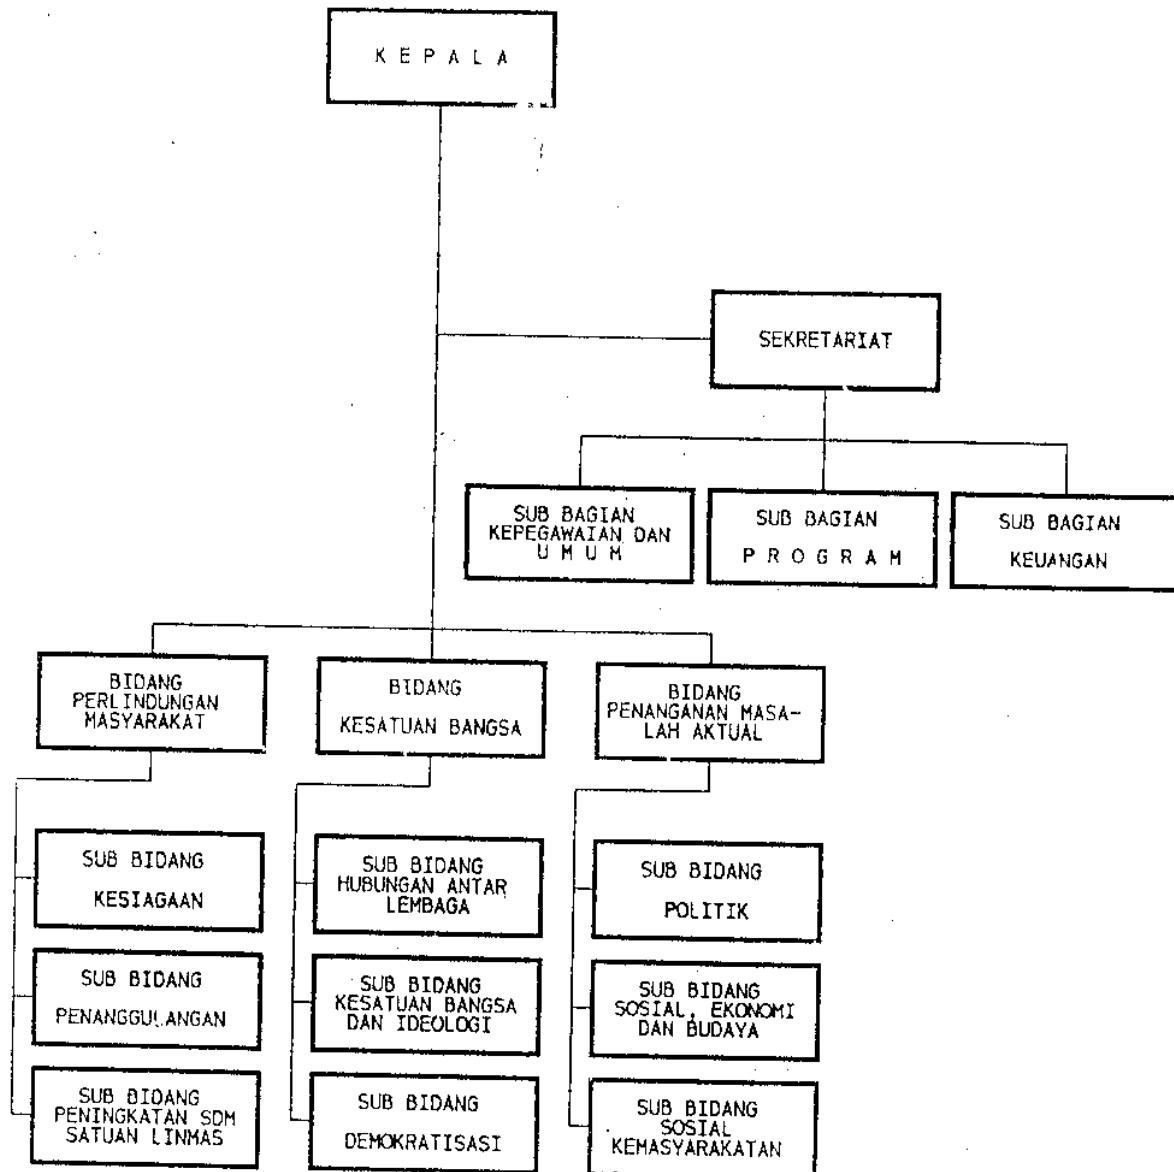 K E P A L A
SEKRETARIAT
SUB BAGIAN
KEPEGAWAIAN DAN
U M U M
SUB BAGIAN
P R O G R A M
SUB BAGIAN
KEUANGAN
BIDANG
PERLINDUNGAN
MASYARAKAT
BIDANG
KESATUAN BANGSA
BIDANG
PENANGANAN MASA-
LAH AKTUAL
SUB BIDANG
KESIAGAAN
SUB BIDANG
HUBUNGAN ANTAR
LEMBAGA
SUB BIDANG
POLITIK
SUB BIDANG
PENANGGULANGAN
SUB BIDANG
KESATUAN BANGSA
DAN IDEOLOGI
SUB BIDANG
SOSIAL, EKONOMI
DAN BUDAYA
SUB BIDANG
PENINGKATAN SDM
SATUAN LINMAS
SUB BIDANG
DEMOKRATISASI
SUB BIDANG
SOSIAL
KEMASYARAKATAN